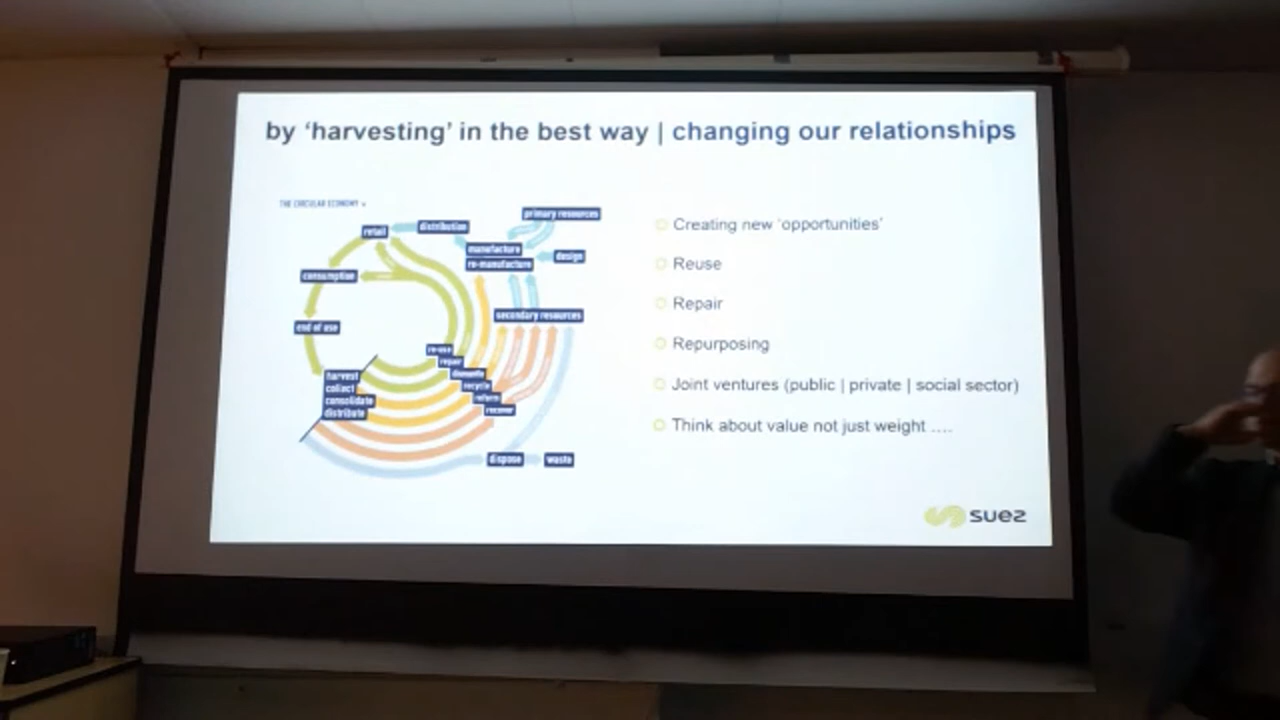 by ‘harvesting’ in the best way | changing our relationships
THE CIRCULAR ECONOMY
primary resources
retail
distribution
manufacture
re-manufacture
design
consumption
secondary resources
end of use
re-use
repair
dismantle
recycle
reform
recover
harvest
collect
consolidate
distribute
dispose
waste
Creating new ‘opportunities’
Reuse
Repair
Repurposing
Joint ventures (public | private | social sector)
Think about value not just weight ....
suez